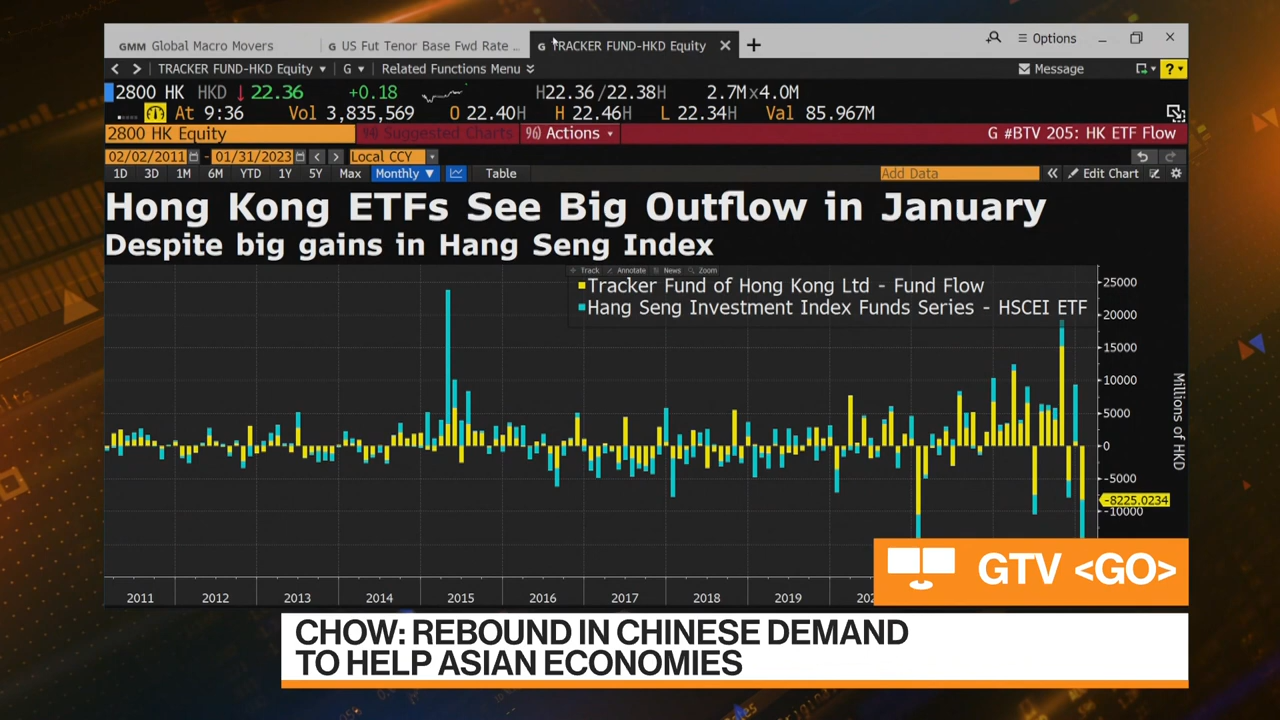 GMM Global Macro Movers G US Fut Tenor Base Fwd Rate ... G TRACKER FUND-HKD Equity Options
TRACKER FUND-HKD Equity G Related Functions Menu Message ?
2800 HK HKD 22.36 +0.18 H22.36/22.38H 2.7Mx4.0M
At 9:36 Vol 3,835,569 O 22.40H H 22.46H L 22.34H Val 85.967M
2800 HK Equity 94) Suggested Charts 96) Actions G #BTV 205: HK ETF Flow
02/02/2011 - 01/31/2023 Local CCY
1D 3D 1M 6M YTD 1Y 5Y Max Monthly Table Add Data Edit Chart
Hong Kong ETFs See Big Outflow in January
Despite big gains in Hang Seng Index
Track Annotate News Zoom
Tracker Fund of Hong Kong Ltd - Fund Flow
Hang Seng Investment Index Funds Series - HSCEI ETF
25000
20000
15000
10000
5000
0
-5000
-8225.0234
-10000
Millions of HKD
2011 2012 2013 2014 2015 2016 2017 2018 2019
GTV <GO>
CHOW: REBOUND IN CHINESE DEMAND
TO HELP ASIAN ECONOMIES